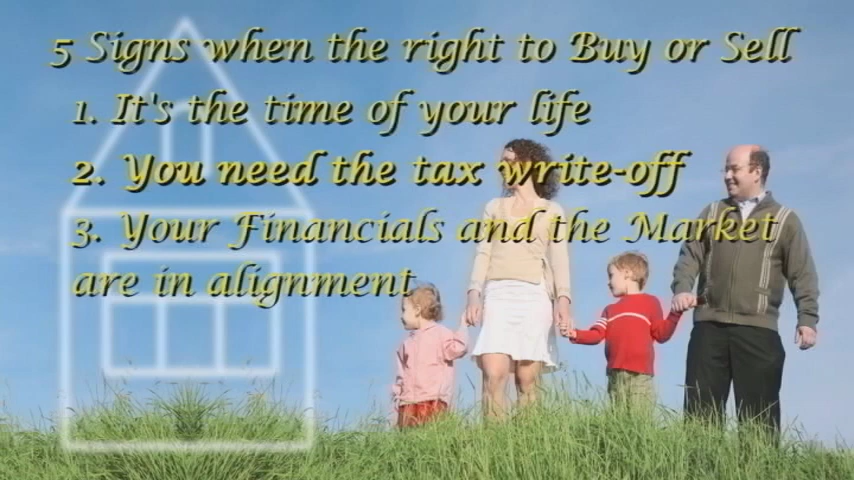 5 Signs when the right to Buy or Sell
1. It's the time of your life
2. You need the tax write-off
3. Your Financials and the Market
are in alignment